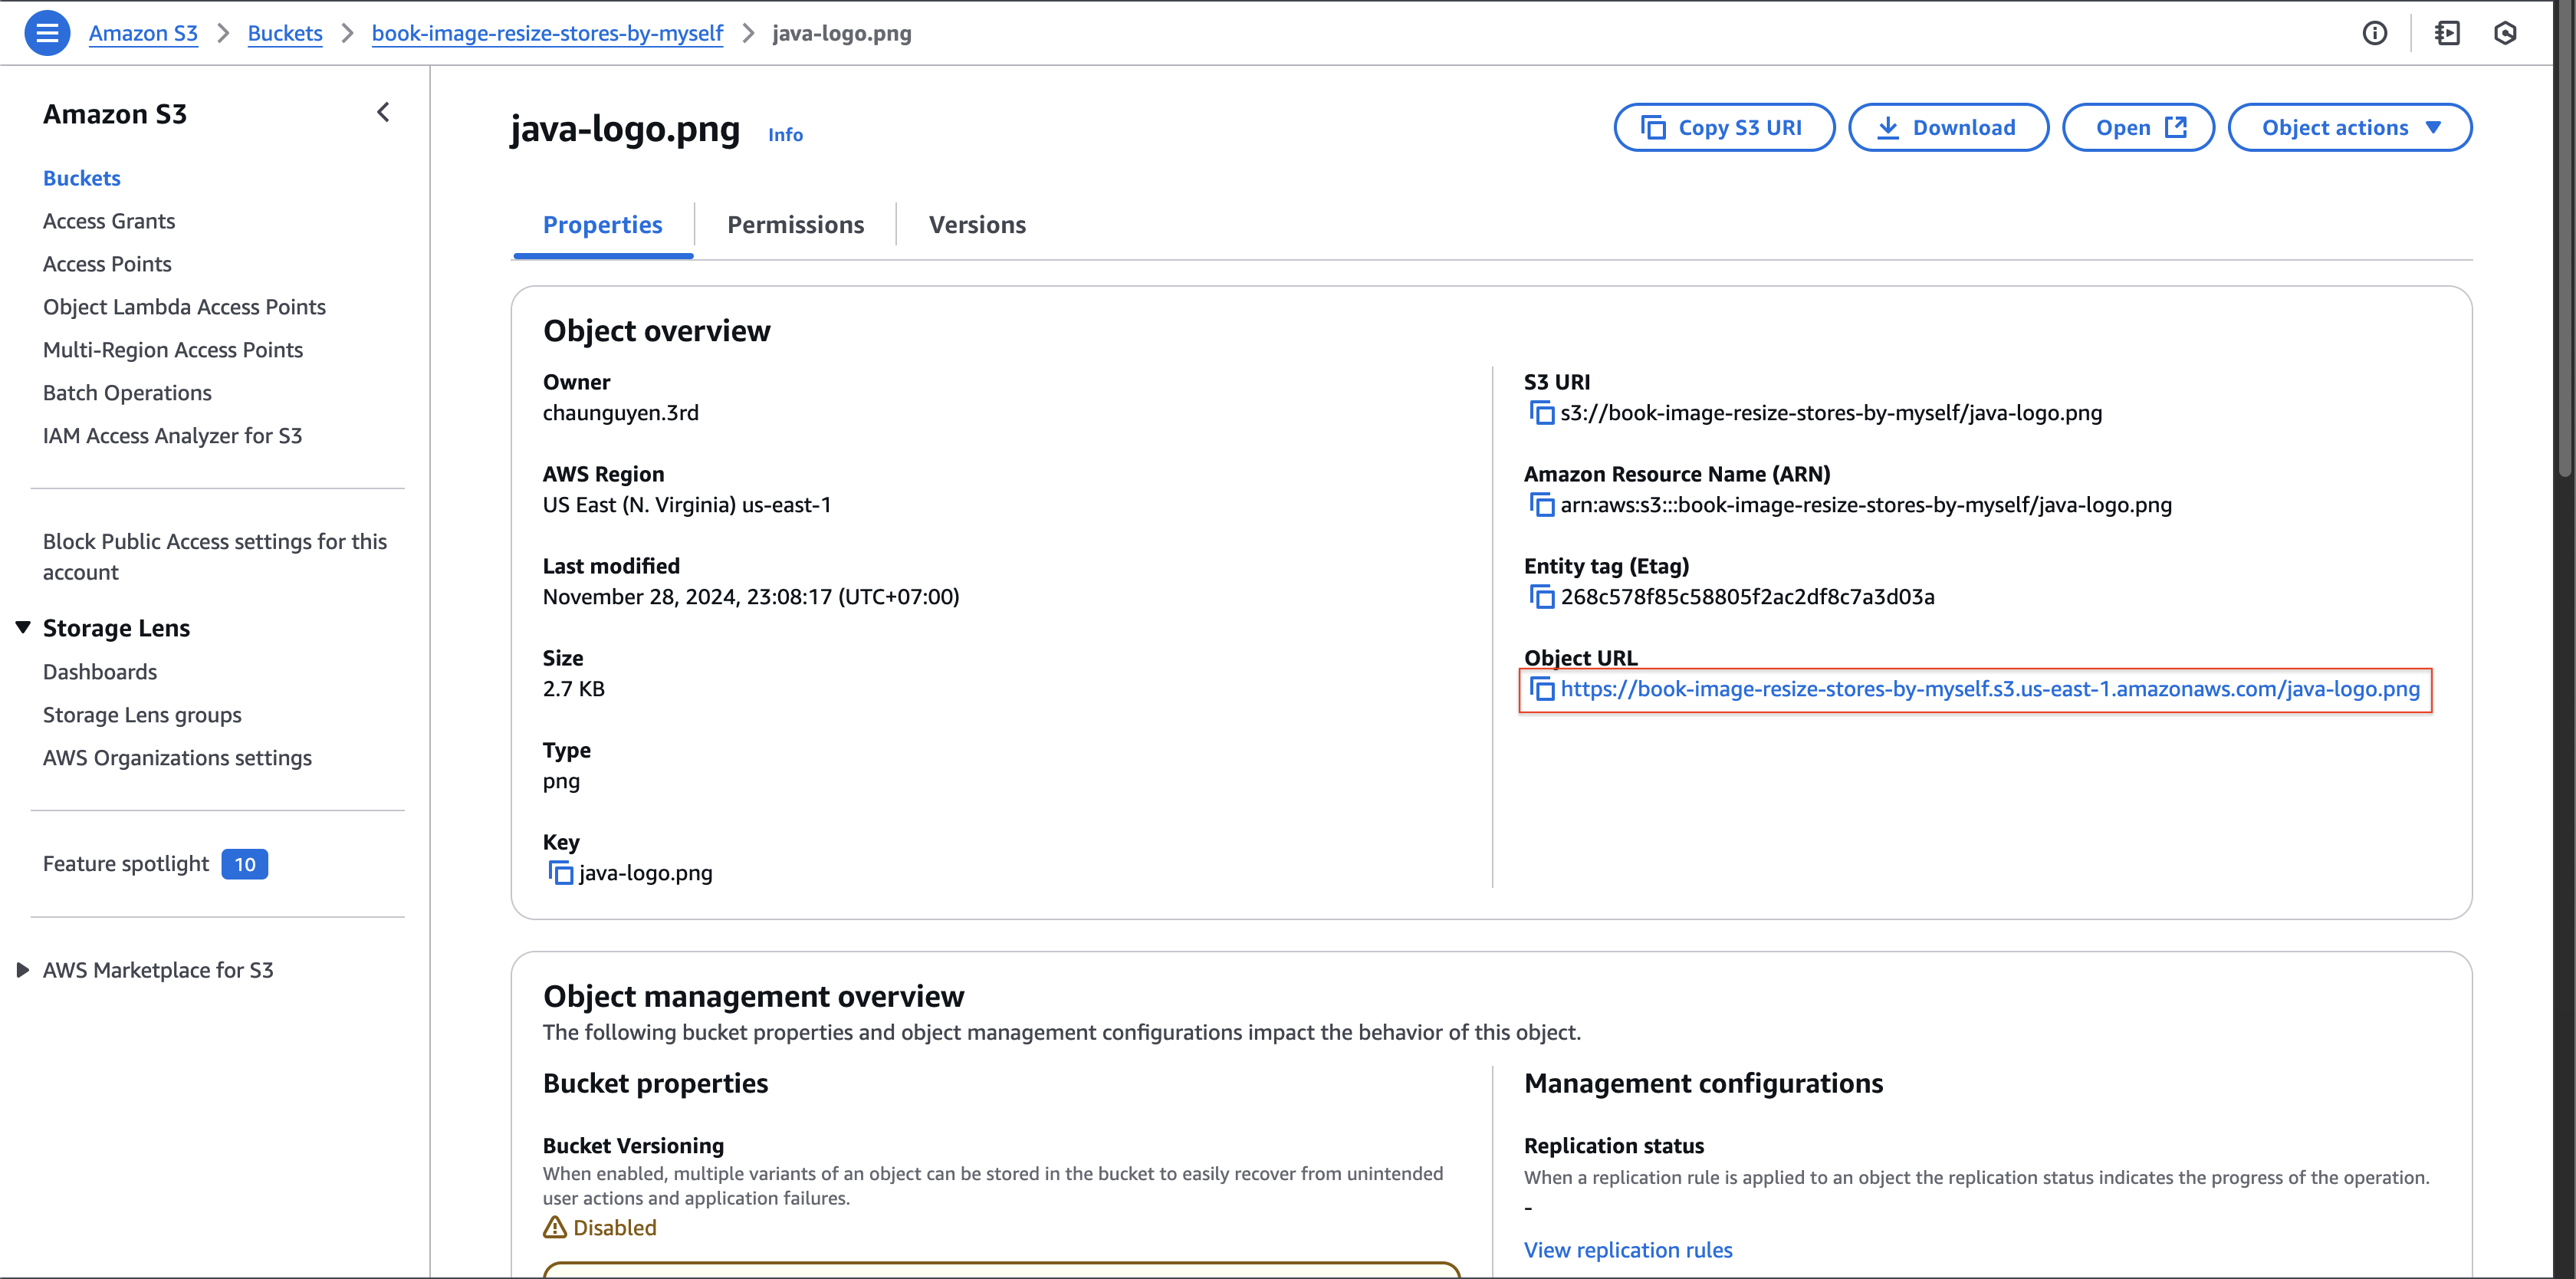 Amazon S3 > Buckets > book-image-resize-stores-by-myself > java-logo.png
Amazon S3
Buckets
Access Grants
Access Points
Object Lambda Access Points
Multi-Region Access Points
Batch Operations
IAM Access Analyzer for S3
Block Public Access settings for this
account
Storage Lens
Dashboards
Storage Lens groups
AWS Organizations settings
Feature spotlight 10
AWS Marketplace for S3
java-logo.png Info
Copy S3 URI
Download
Open
Object actions
Properties
Permissions
Versions
Object overview
Owner
chaunguyen.3rd
AWS Region
US East (N. Virginia) us-east-1
Last modified
November 28, 2024, 23:08:17 (UTC+07:00)
Size
2.7 KB
Type
png
Key
java-logo.png
S3 URI
s3://book-image-resize-stores-by-myself/java-logo.png
Amazon Resource Name (ARN)
arn:aws:s3:::book-image-resize-stores-by-myself/java-logo.png
Entity tag (Etag)
268c578f85c58805f2ac2df8c7a3d03a
Object URL
https://book-image-resize-stores-by-myself.s3.us-east-1.amazonaws.com/java-logo.png
Object management overview
The following bucket properties and object management configurations impact the behavior of this object.
Bucket properties
Bucket Versioning
When enabled, multiple variants of an object can be stored in the bucket to easily recover from unintended
user actions and application failures.
Disabled
Management configurations
Replication status
When a replication rule is applied to an object the replication status indicates the progress of the operation.
-
View replication rules